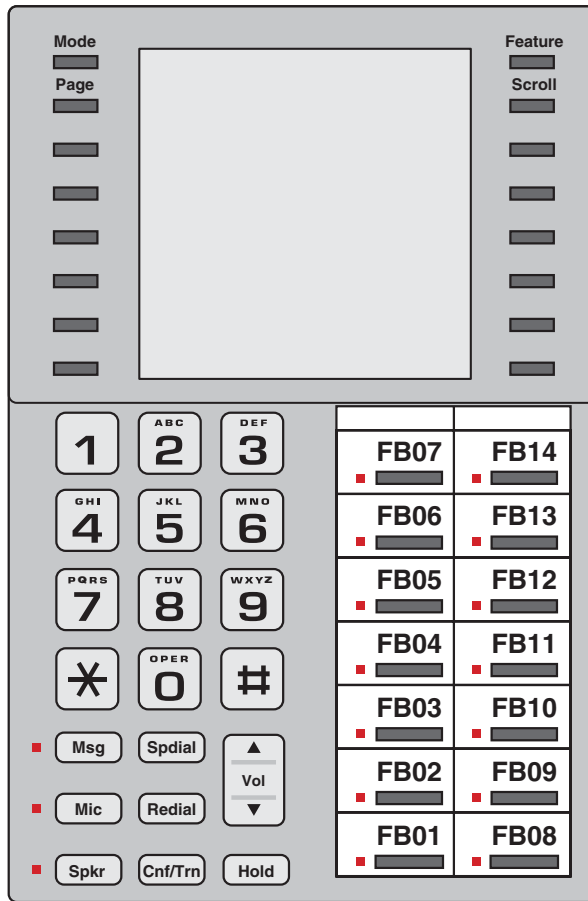 Mode Feature
Page Scroll
ABC DEF
1 2 3
GHI JKL MNO
4 5 6
PQRS TUV WXYZ
7 8 9
OPER
* 0 #
Msg Spdial
Vol
Mic Redial
Spkr Cnf/Trn Hold
FB07 FB14
FB06 FB13
FB05 FB12
FB04 FB11
FB03 FB10
FB02 FB09
FB01 FB08